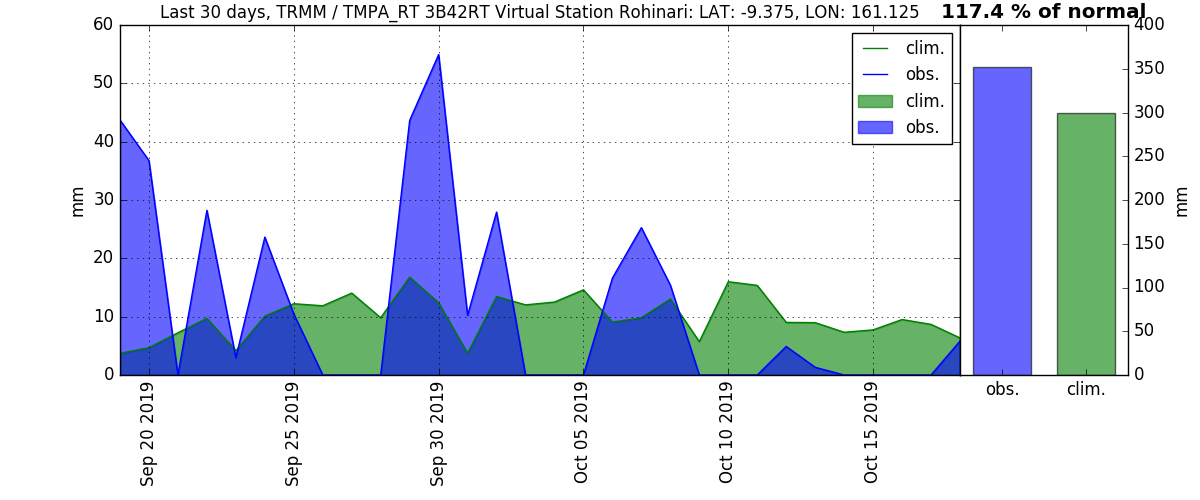 Last 30 days, TRMM / TMPA_RT 3B42RT Virtual Station Rohinari: LAT: -9.375, LON: 161.125
117.4 % of normal
60
50
40
30
20
10
0
mm
Sep 20 2019
Sep 25 2019
Sep 30 2019
Oct 05 2019
Oct 10 2019
Oct 15 2019
clim.
obs.
clim.
obs.
400
350
300
250
200
150
100
50
0
mm
obs.
clim.